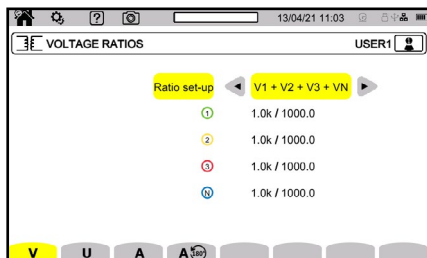 ? 13/04/21 11:03
VOLTAGE RATIOS USER1
Ratio set-up V1 + V2 + V3 + VN
1 1.0k / 1000.0
2 1.0k / 1000.0
3 1.0k / 1000.0
N 1.0k / 1000.0
V U A A 180°